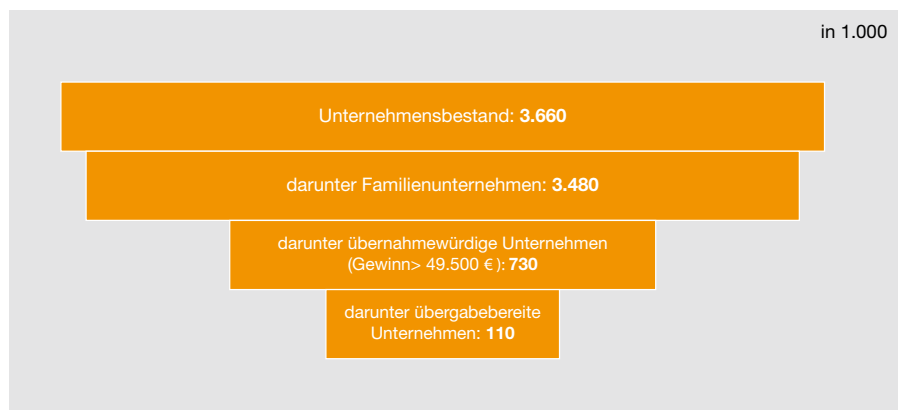 in 1.000
Unternehmensbestand: 3.660
darunter Familienunternehmen: 3.480
darunter übernahmewürdige Unternehmen
(Gewinn> 49.500 €): 730
darunter übergabebereite
Unternehmen: 110